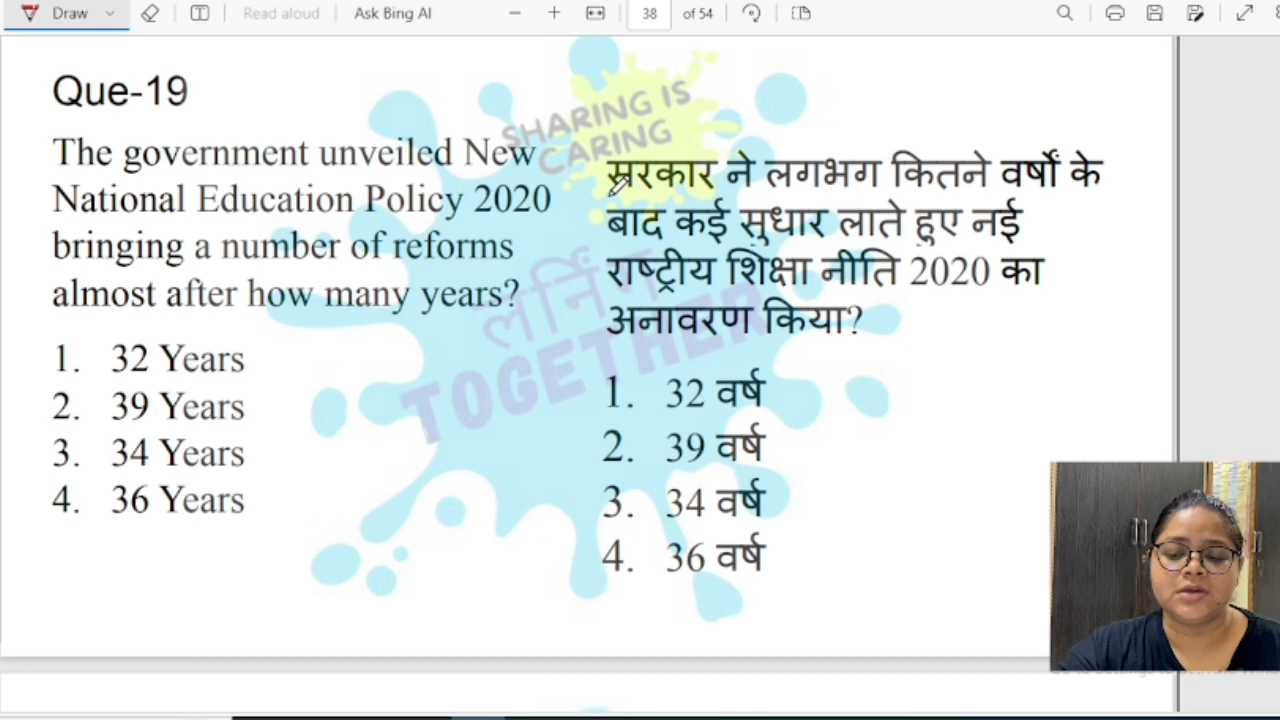 Draw
Read aloud
Ask Bing AI
38 of 54
Que-19
SHARING IS
CARING
The government unveiled New
National Education Policy 2020
bringing a number of reforms
almost after how many years?
1. 32 Years
2. 39 Years
3. 34 Years
4. 36 Years
सरकार ने लगभग कितने वर्षों के
बाद कई सुधार लाते हुए नई
राष्ट्रीय शिक्षा नीति 2020 का
अनावरण किया?
1. 32 वर्ष
2. 39 वर्ष
3. 34 वर्ष
4. 36 वर्ष
लर्निंग
TOGETHER